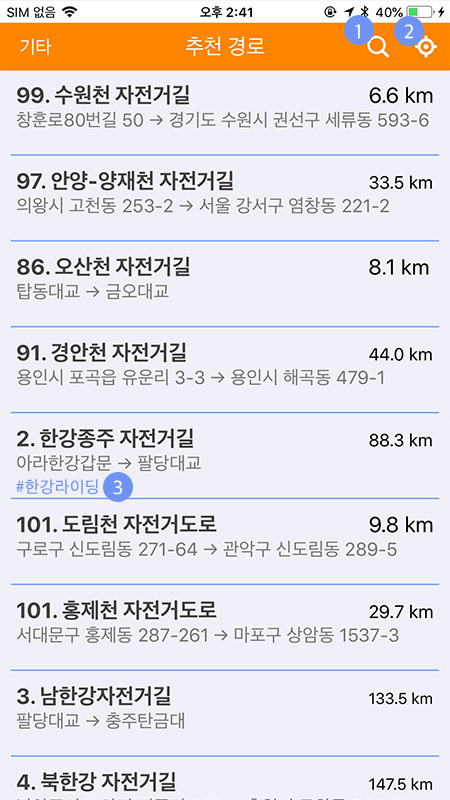 SIM 없음 오후 2:41 40%
1 2
기타 추천 경로
99. 수원천 자전거길 6.6 km
창훈로80번길 50 → 경기도 수원시 권선구 세류동 593-6
97. 안양-양재천 자전거길 33.5 km
의왕시 고천동 253-2 → 서울 강서구 염창동 221-2
86. 오산천 자전거길 8.1 km
탑동대교 → 금오대교
91. 경안천 자전거길 44.0 km
용인시 포곡읍 유운리 3-3 → 용인시 해곡동 479-1
2. 한강종주 자전거길 88.3 km
아라한강갑문 → 팔당대교
#한강라이딩 3
101. 도림천 자전거도로 9.8 km
구로구 신도림동 271-64 → 관악구 신도림동 289-5
101. 홍제천 자전거도로 29.7 km
서대문구 홍제동 287-261 → 마포구 상암동 1537-3
3. 남한강자전거길 133.5 km
팔당대교 → 충주탄금대
4. 북한강 자전거길 147.5 km